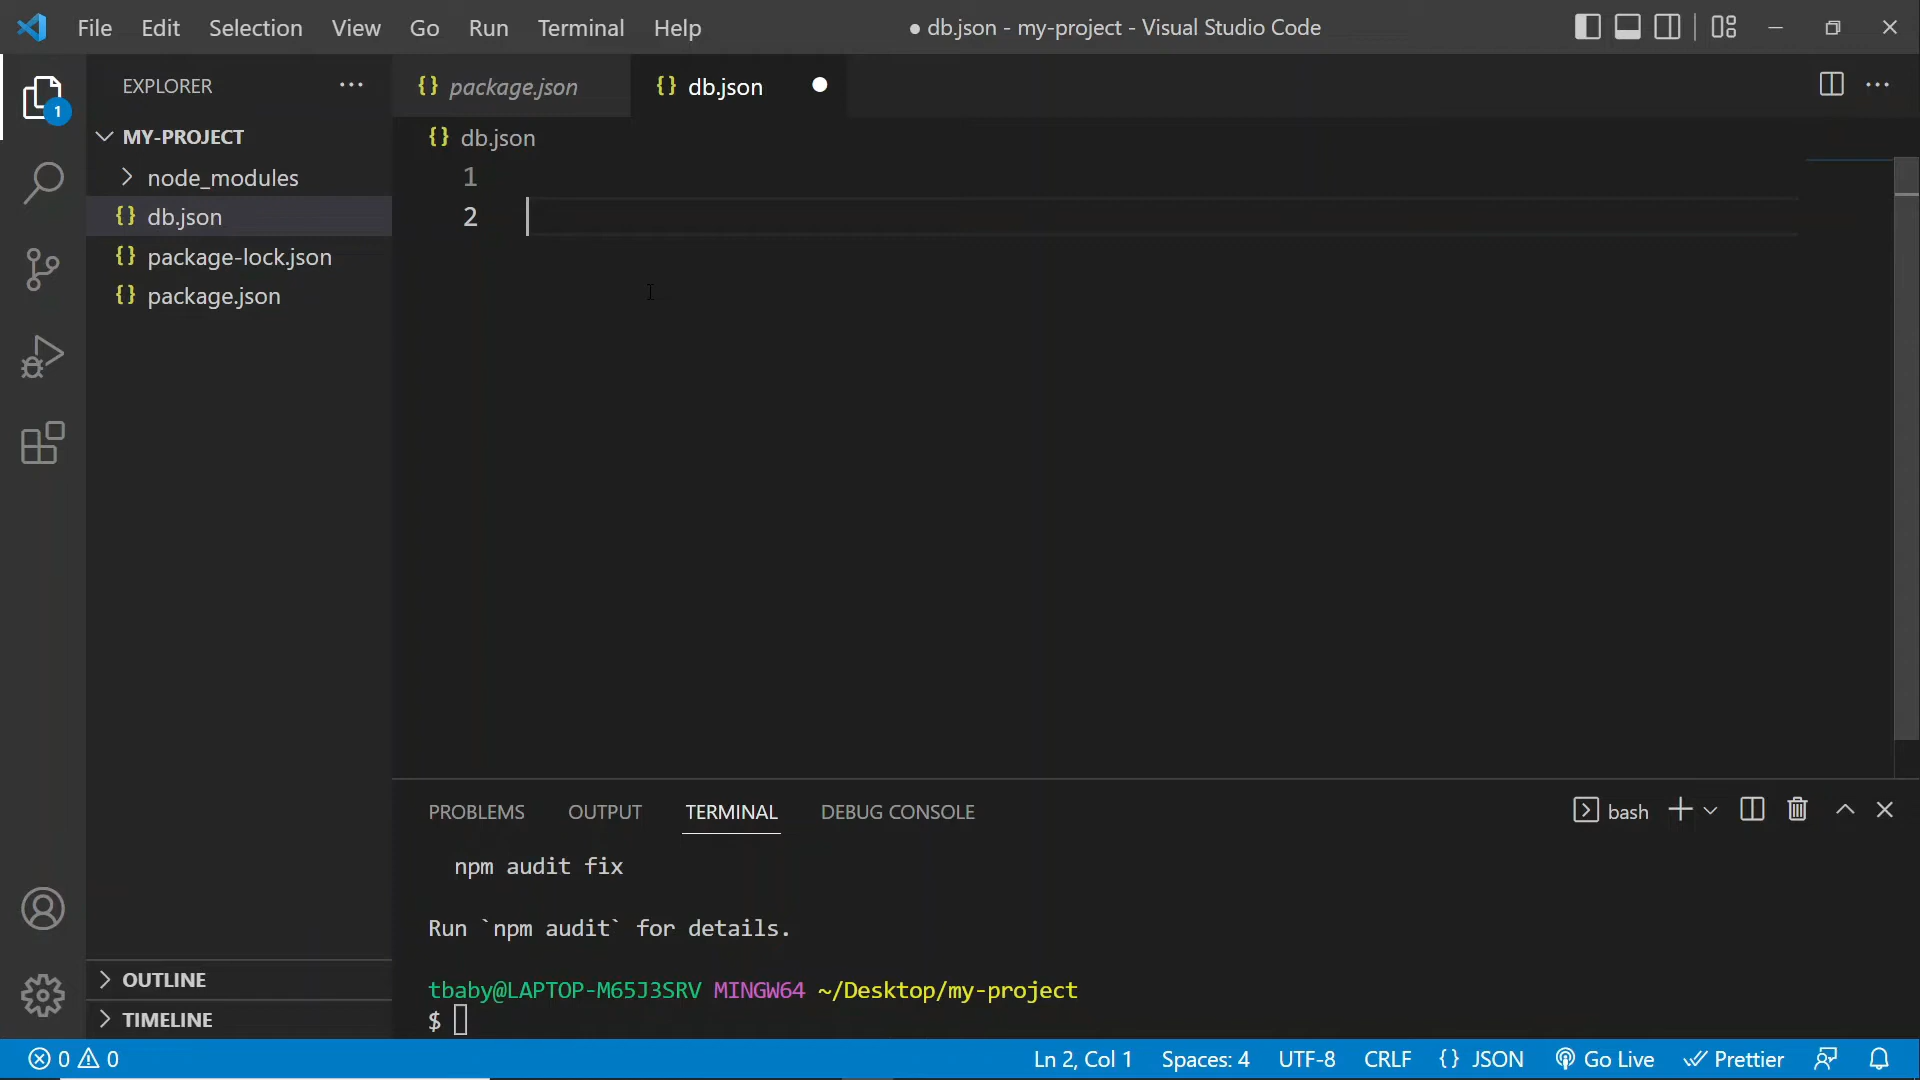 File Edit Selection View Go Run Terminal Help
● db.json - my-project - Visual Studio Code
EXPLORER
1
MY-PROJECT
node_modules
{} db.json
{} package-lock.json
{} package.json
OUTLINE
TIMELINE
{} package.json
{} db.json
{} db.json
1
2
PROBLEMS OUTPUT TERMINAL DEBUG CONSOLE
bash
npm audit fix
Run `npm audit` for details.
tbaby@LAPTOP-M65J3SRV MINGW64 ~/Desktop/my-project
$
0 0
Ln 2, Col 1 Spaces: 4 UTF-8 CRLF {} JSON Go Live Prettier